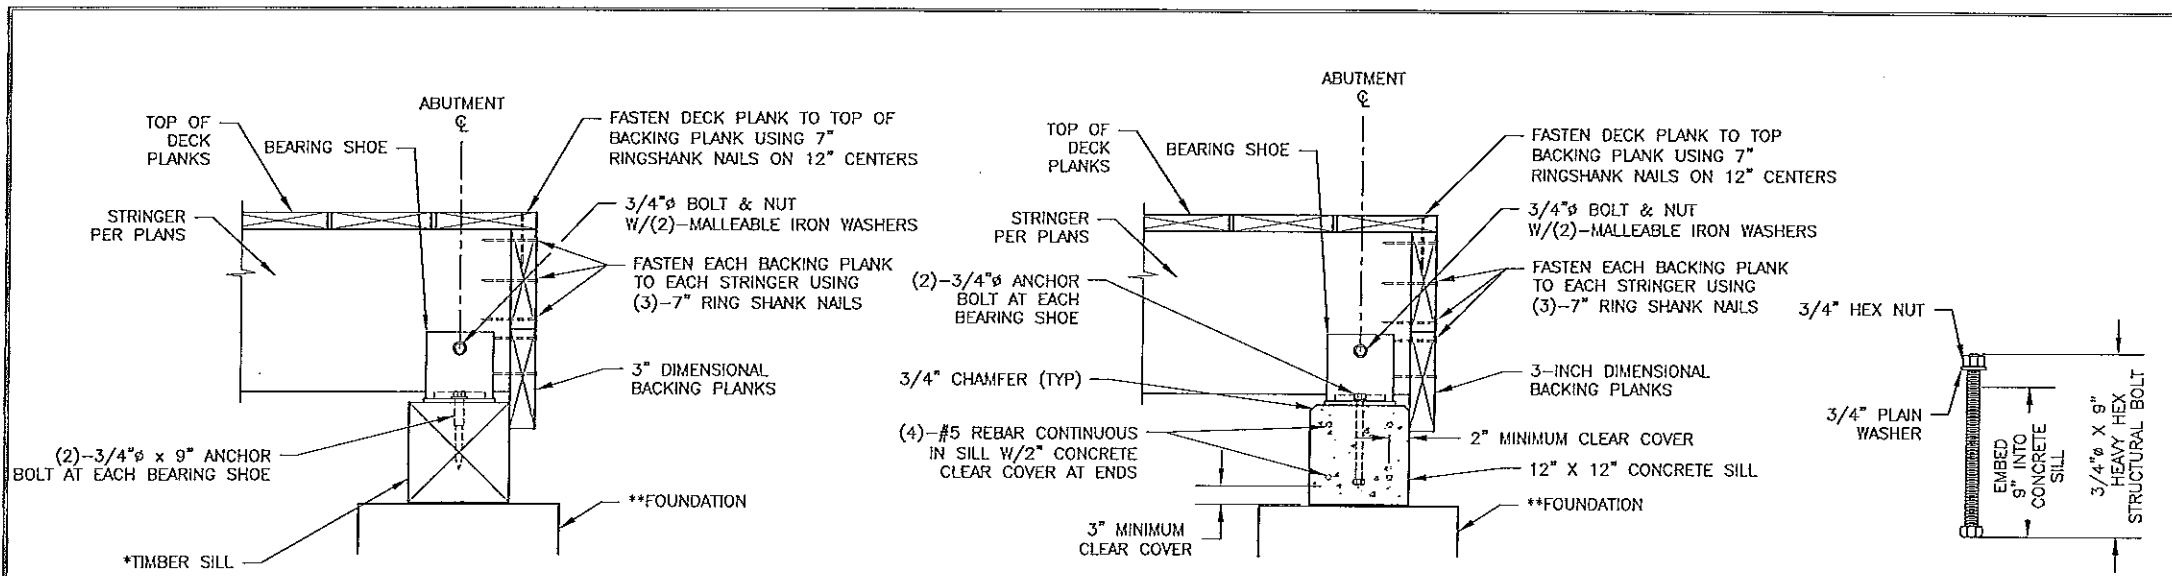 ABUTMENT
℄
TOP OF
DECK
PLANKS
BEARING SHOE
FASTEN DECK PLANK TO TOP OF
BACKING PLANK USING 7"
RINGSHANK NAILS ON 12" CENTERS
STRINGER
PER PLANS
3/4"ø BOLT & NUT
W/(2)-MALLEABLE IRON WASHERS
FASTEN EACH BACKING PLANK
TO EACH STRINGER USING
(3)-7" RING SHANK NAILS
3" DIMENSIONAL
BACKING PLANKS
(2)-3/4"ø x 9" ANCHOR
BOLT AT EACH BEARING SHOE
**FOUNDATION
*TIMBER SILL
ABUTMENT
℄
TOP OF
DECK
PLANKS
BEARING SHOE
FASTEN DECK PLANK TO TOP
BACKING PLANK USING 7"
RINGSHANK NAILS ON 12" CENTERS
STRINGER
PER PLANS
3/4"ø BOLT & NUT
W/(2)-MALLEABLE IRON WASHERS
(2)-3/4"ø ANCHOR
BOLT AT EACH
BEARING SHOE
FASTEN EACH BACKING PLANK
TO EACH STRINGER USING
(3)-7" RING SHANK NAILS
3/4" CHAMFER (TYP)
3-INCH DIMENSIONAL
BACKING PLANKS
(4)-#5 REBAR CONTINUOUS
IN SILL W/2" CONCRETE
CLEAR COVER AT ENDS
2" MINIMUM CLEAR COVER
12" X 12" CONCRETE SILL
**FOUNDATION
3" MINIMUM
CLEAR COVER
3/4" HEX NUT
3/4" PLAIN
WASHER
EMBED
9" INTO
CONCRETE
SILL
3/4"ø X 9"
HEAVY HEX
STRUCTURAL BOLT